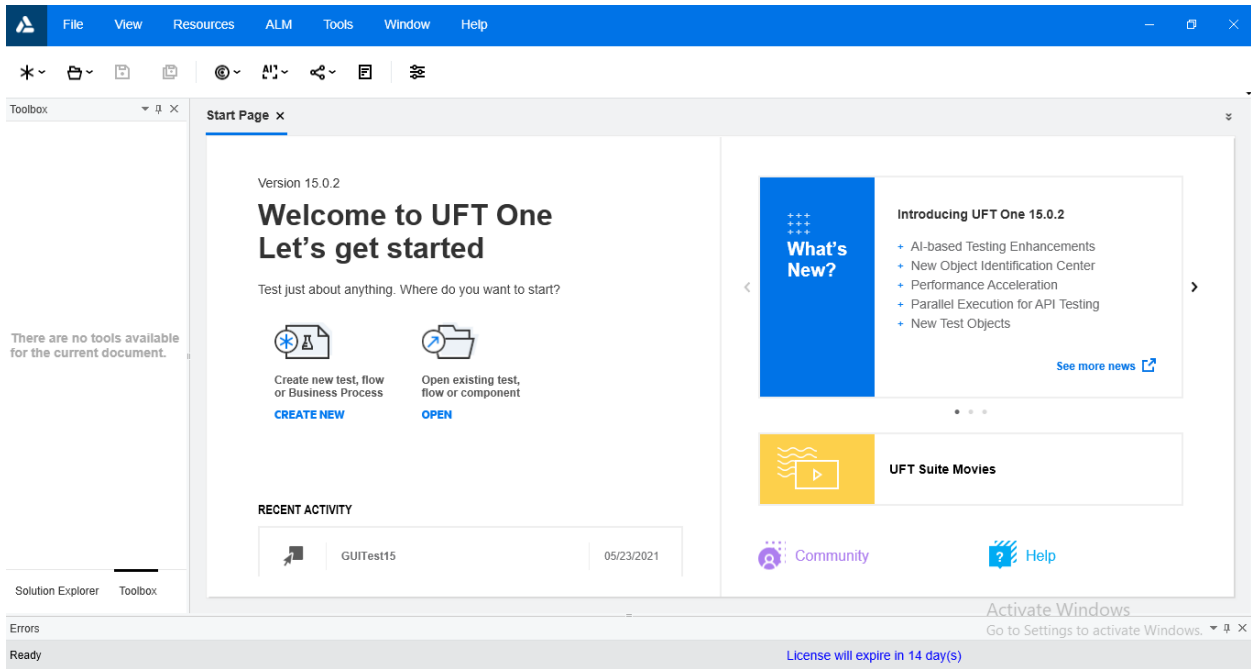 File View Resources ALM Tools Window Help
AI
Toolbox
Start Page
There are no tools available
for the current document.
Version 15.0.2
Welcome to UFT One
Let's get started
Test just about anything. Where do you want to start?
Create new test, flow
or Business Process
CREATE NEW
Open existing test,
flow or component
OPEN
RECENT ACTIVITY
GUITest15 05/23/2021
What's
New?
Introducing UFT One 15.0.2
+ AI-based Testing Enhancements
+ New Object Identification Center
+ Performance Acceleration
+ Parallel Execution for API Testing
+ New Test Objects
See more news
UFT Suite Movies
Community
? Help
Solution Explorer Toolbox
Activate Windows
Go to Settings to activate Windows.
Errors
Ready
License will expire in 14 day(s)